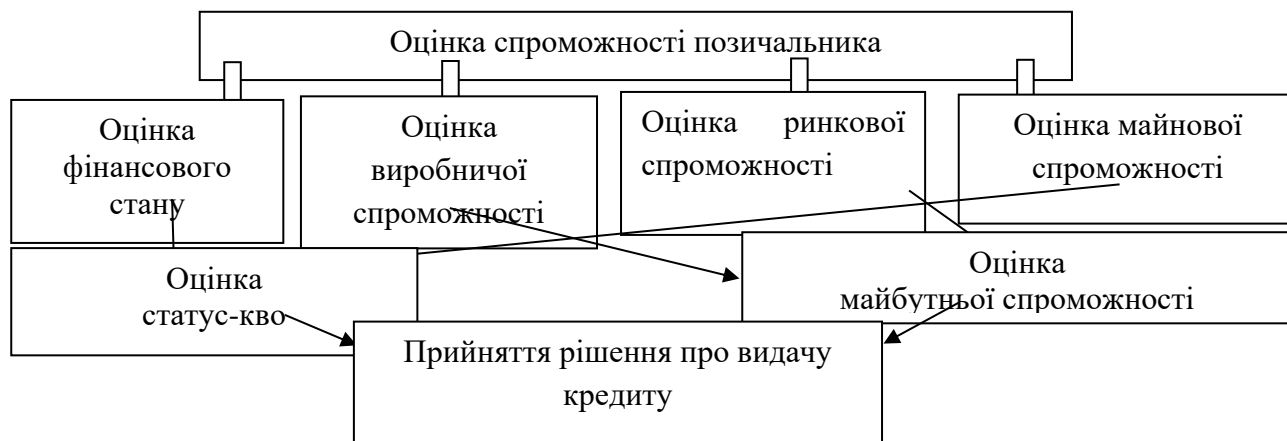 Оцінка спроможності позичальника
Оцінка
фінансового
стану
Оцінка
виробничої
спроможності
Оцінка ринкової
спроможності
Оцінка майнової
спроможності
Оцінка
статус-кво
Оцінка
майбутньої спроможності
Прийняття рішення про видачу
кредиту